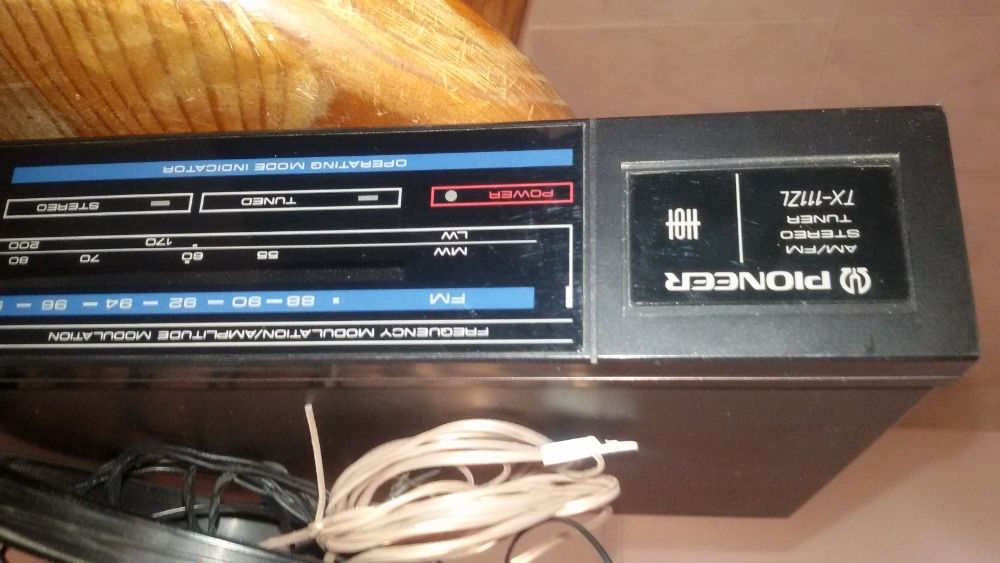 PIONEER
AM/FM
STEREO
TUNER
TX-111ZL
FREQUENCY MODULATION/AMPLITUDE MODULATION
FM 88 – 90 – 92 – 94 – 96 –
MW 55 60 70 80
LW 170 200
POWER TUNED STEREO
OPERATING MODE INDICATOR